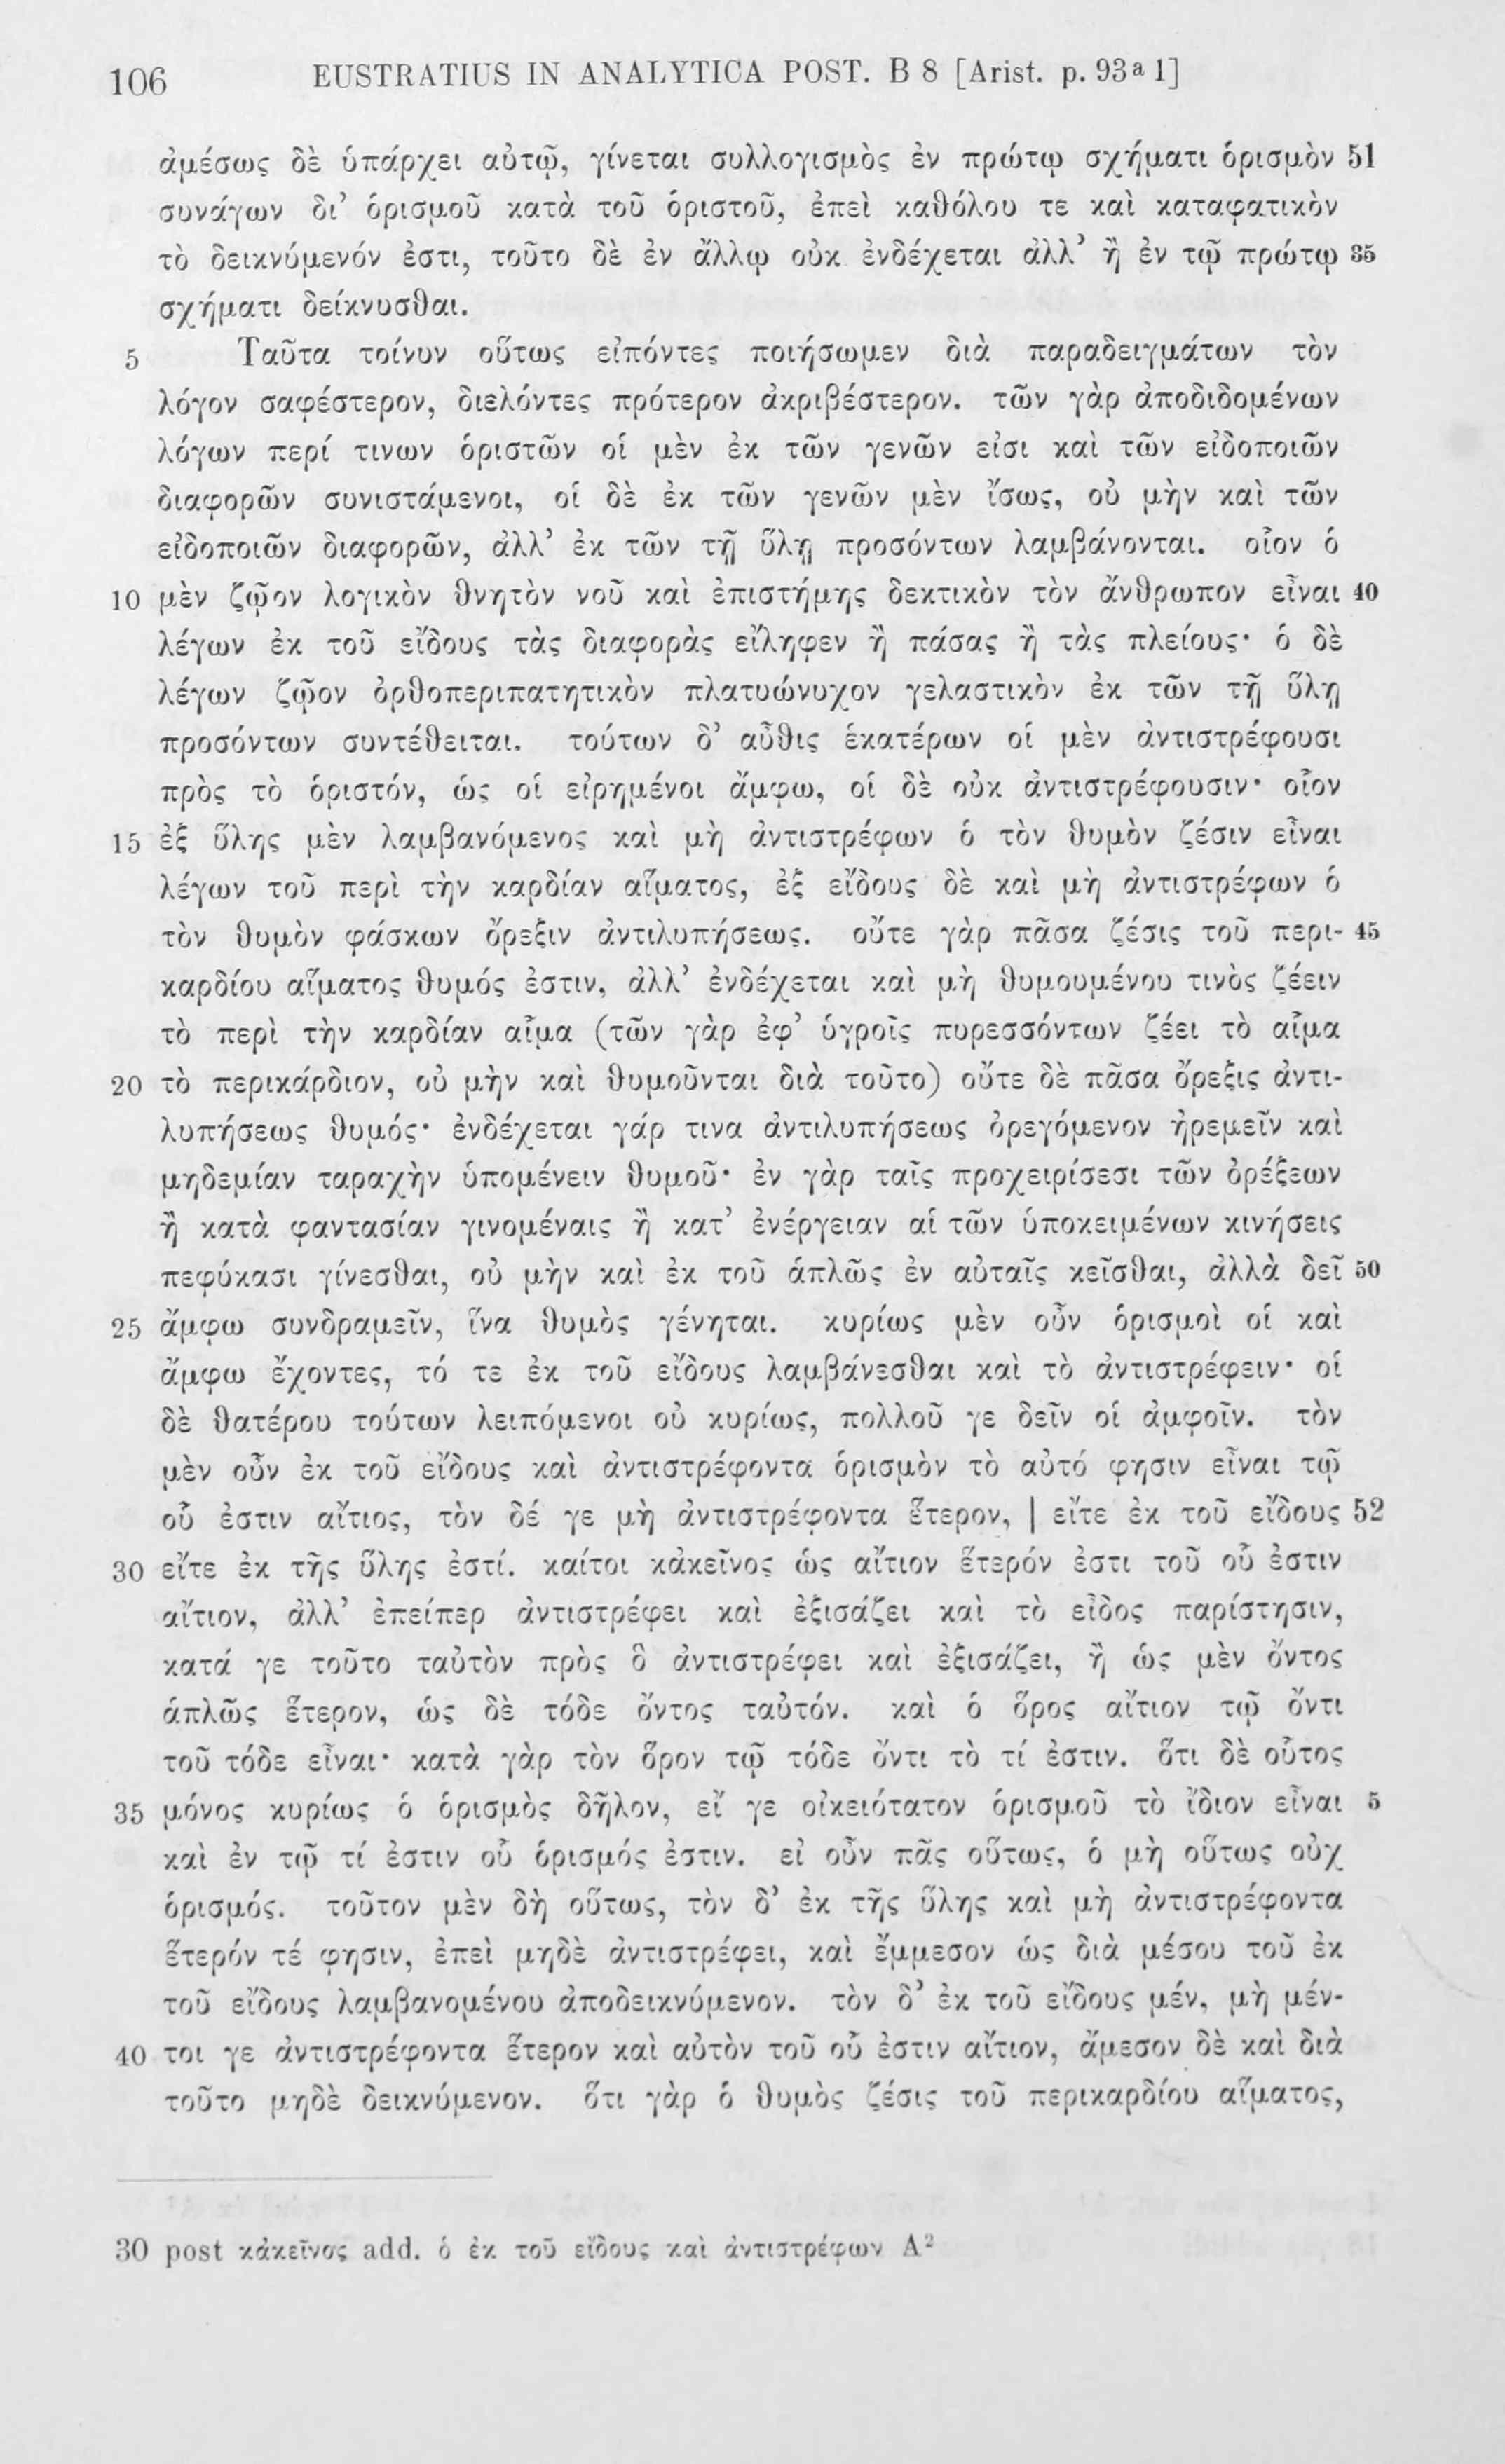 106 EUSTRATIUS IN ANALYTICA POST. B 8 [Arist. p. 93ª 1]
ἀμέσως δὲ ὑπάρχει αὐτῷ, γίνεται συλλογισμὸς ἐν πρώτῳ σχήματι ὁρισμὸν 51
συνάγων δι’ ὁρισμοῦ κατὰ τοῦ ὁριστοῦ, ἐπεὶ καθόλου τε καὶ καταφατικὸν
τὸ δεικνύμενόν ἐστι, τοῦτο δὲ ἐν ἄλλῳ οὐκ ἐνδέχεται ἀλλ’ ἢ ἐν τῷ πρώτῳ 35
σχήματι δείκνυσθαι.
5 Ταῦτα τοίνυν οὕτως εἰπόντες ποιήσωμεν διὰ παραδειγμάτων τὸν
λόγον σαφέστερον, διελόντες πρότερον ἀκριβέστερον. τῶν γὰρ ἀποδιδομένων
λόγων περί τινων ὁριστῶν οἱ μὲν ἐκ τῶν γενῶν εἰσι καὶ τῶν εἰδοποιῶν
διαφορῶν συνιστάμενοι, οἱ δὲ ἐκ τῶν γενῶν μὲν ἴσως, οὐ μὴν καὶ τῶν
εἰδοποιῶν διαφορῶν, ἀλλ’ ἐκ τῶν τῇ ὕλῃ προσόντων λαμβάνονται. οἷον ὁ
10 μὲν ζῷον λογικὸν θνητὸν νοῦ καὶ ἐπιστήμης δεκτικὸν τὸν ἄνθρωπον εἶναι 40
λέγων ἐκ τοῦ εἴδους τὰς διαφορὰς εἴληφεν ἢ πάσας ἢ τὰς πλείους· ὁ δὲ
λέγων ζῷον ὀρθοπεριπατητικὸν πλατυώνυχον γελαστικὸν ἐκ τῶν τῇ ὕλῃ
προσόντων συντέθειται. τούτων δ’ αὖθις ἑκατέρων οἱ μὲν ἀντιστρέφουσι
πρὸς τὸ ὁριστόν, ὡς οἱ εἰρημένοι ἄμφω, οἱ δὲ οὐκ ἀντιστρέφουσιν· οἷον
15 ἐξ ὕλης μὲν λαμβανόμενος καὶ μὴ ἀντιστρέφων ὁ τὸν θυμὸν ζέσιν εἶναι
λέγων τοῦ περὶ τὴν καρδίαν αἵματος, ἐξ εἴδους δὲ καὶ μὴ ἀντιστρέφων ὁ
τὸν θυμὸν φάσκων ὄρεξιν ἀντιλυπήσεως. οὔτε γὰρ πᾶσα ζέσις τοῦ περι- 45
καρδίου αἵματος θυμός ἐστιν, ἀλλ’ ἐνδέχεται καὶ μὴ θυμουμένου τινὸς ζέειν
τὸ περὶ τὴν καρδίαν αἷμα (τῶν γὰρ ἐφ’ ὑγροῖς πυρεσσόντων ζέει τὸ αἷμα
20 τὸ περικάρδιον, οὐ μὴν καὶ θυμοῦνται διὰ τοῦτο) οὔτε δὲ πᾶσα ὄρεξις ἀντι-
λυπήσεως θυμός· ἐνδέχεται γάρ τινα ἀντιλυπήσεως ὀρεγόμενον ἠρεμεῖν καὶ
μηδεμίαν ταραχὴν ὑπομένειν θυμοῦ· ἐν γὰρ ταῖς προχειρίσεσι τῶν ὀρέξεων
ἢ κατὰ φαντασίαν γινομέναις ἢ κατ’ ἐνέργειαν αἱ τῶν ὑποκειμένων κινήσεις
πεφύκασι γίνεσθαι, οὐ μὴν καὶ ἐκ τοῦ ἁπλῶς ἐν αὐταῖς κεῖσθαι, ἀλλὰ δεῖ 50
25 ἄμφω συνδραμεῖν, ἵνα θυμὸς γένηται. κυρίως μὲν οὖν ὁρισμοὶ οἱ καὶ
ἄμφω ἔχοντες, τό τε ἐκ τοῦ εἴδους λαμβάνεσθαι καὶ τὸ ἀντιστρέφειν· οἱ
δὲ θατέρου τούτων λειπόμενοι οὐ κυρίως, πολλοῦ γε δεῖν οἱ ἀμφοῖν. τὸν
μὲν οὖν ἐκ τοῦ εἴδους καὶ ἀντιστρέφοντα ὁρισμὸν τὸ αὐτό φησιν εἶναι τῷ
οὗ ἐστιν αἴτιος, τὸν δέ γε μὴ ἀντιστρέφοντα ἕτερον, | εἴτε ἐκ τοῦ εἴδους 52
30 εἴτε ἐκ τῆς ὕλης ἐστί. καίτοι κἀκεῖνος ὡς αἴτιον ἕτερόν ἐστι τοῦ οὗ ἐστιν
αἴτιον, ἀλλ’ ἐπείπερ ἀντιστρέφει καὶ ἐξισάζει καὶ τὸ εἶδος παρίστησιν,
κατά γε τοῦτο ταὐτὸν πρὸς ὃ ἀντιστρέφει καὶ ἐξισάζει, ἢ ὡς μὲν ὄντος
ἁπλῶς ἕτερον, ὡς δὲ τόδε ὄντος ταὐτόν. καὶ ὁ ὅρος αἴτιον τῷ ὄντι
τοῦ τόδε εἶναι· κατὰ γὰρ τὸν ὅρον τῷ τόδε ὄντι τὸ τί ἐστιν. ὅτι δὲ οὗτος
35 μόνος κυρίως ὁ ὁρισμὸς δῆλον, εἴ γε οἰκειότατον ὁρισμοῦ τὸ ἴδιον εἶναι 5
καὶ ἐν τῷ τί ἐστιν οὗ ὁρισμός ἐστιν. εἰ οὖν πᾶς οὕτως, ὁ μὴ οὕτως οὐχ
ὁρισμός. τοῦτον μὲν δὴ οὕτως, τὸν δ’ ἐκ τῆς ὕλης καὶ μὴ ἀντιστρέφοντα
ἕτερόν τέ φησιν, ἐπεὶ μηδὲ ἀντιστρέφει, καὶ ἔμμεσον ὡς διὰ μέσου τοῦ ἐκ
τοῦ εἴδους λαμβανομένου ἀποδεικνύμενον. τὸν δ’ ἐκ τοῦ εἴδους μέν, μὴ μέν-
40 τοι γε ἀντιστρέφοντα ἕτερον καὶ αὐτὸν τοῦ οὗ ἐστιν αἴτιον, ἄμεσον δὲ καὶ διὰ
τοῦτο μηδὲ δεικνύμενον. ὅτι γὰρ ὁ θυμὸς ζέσις τοῦ περικαρδίου αἵματος,
30 post κἀκεῖνος add. ὁ ἐκ τοῦ εἴδους καὶ ἀντιστρέφων A²